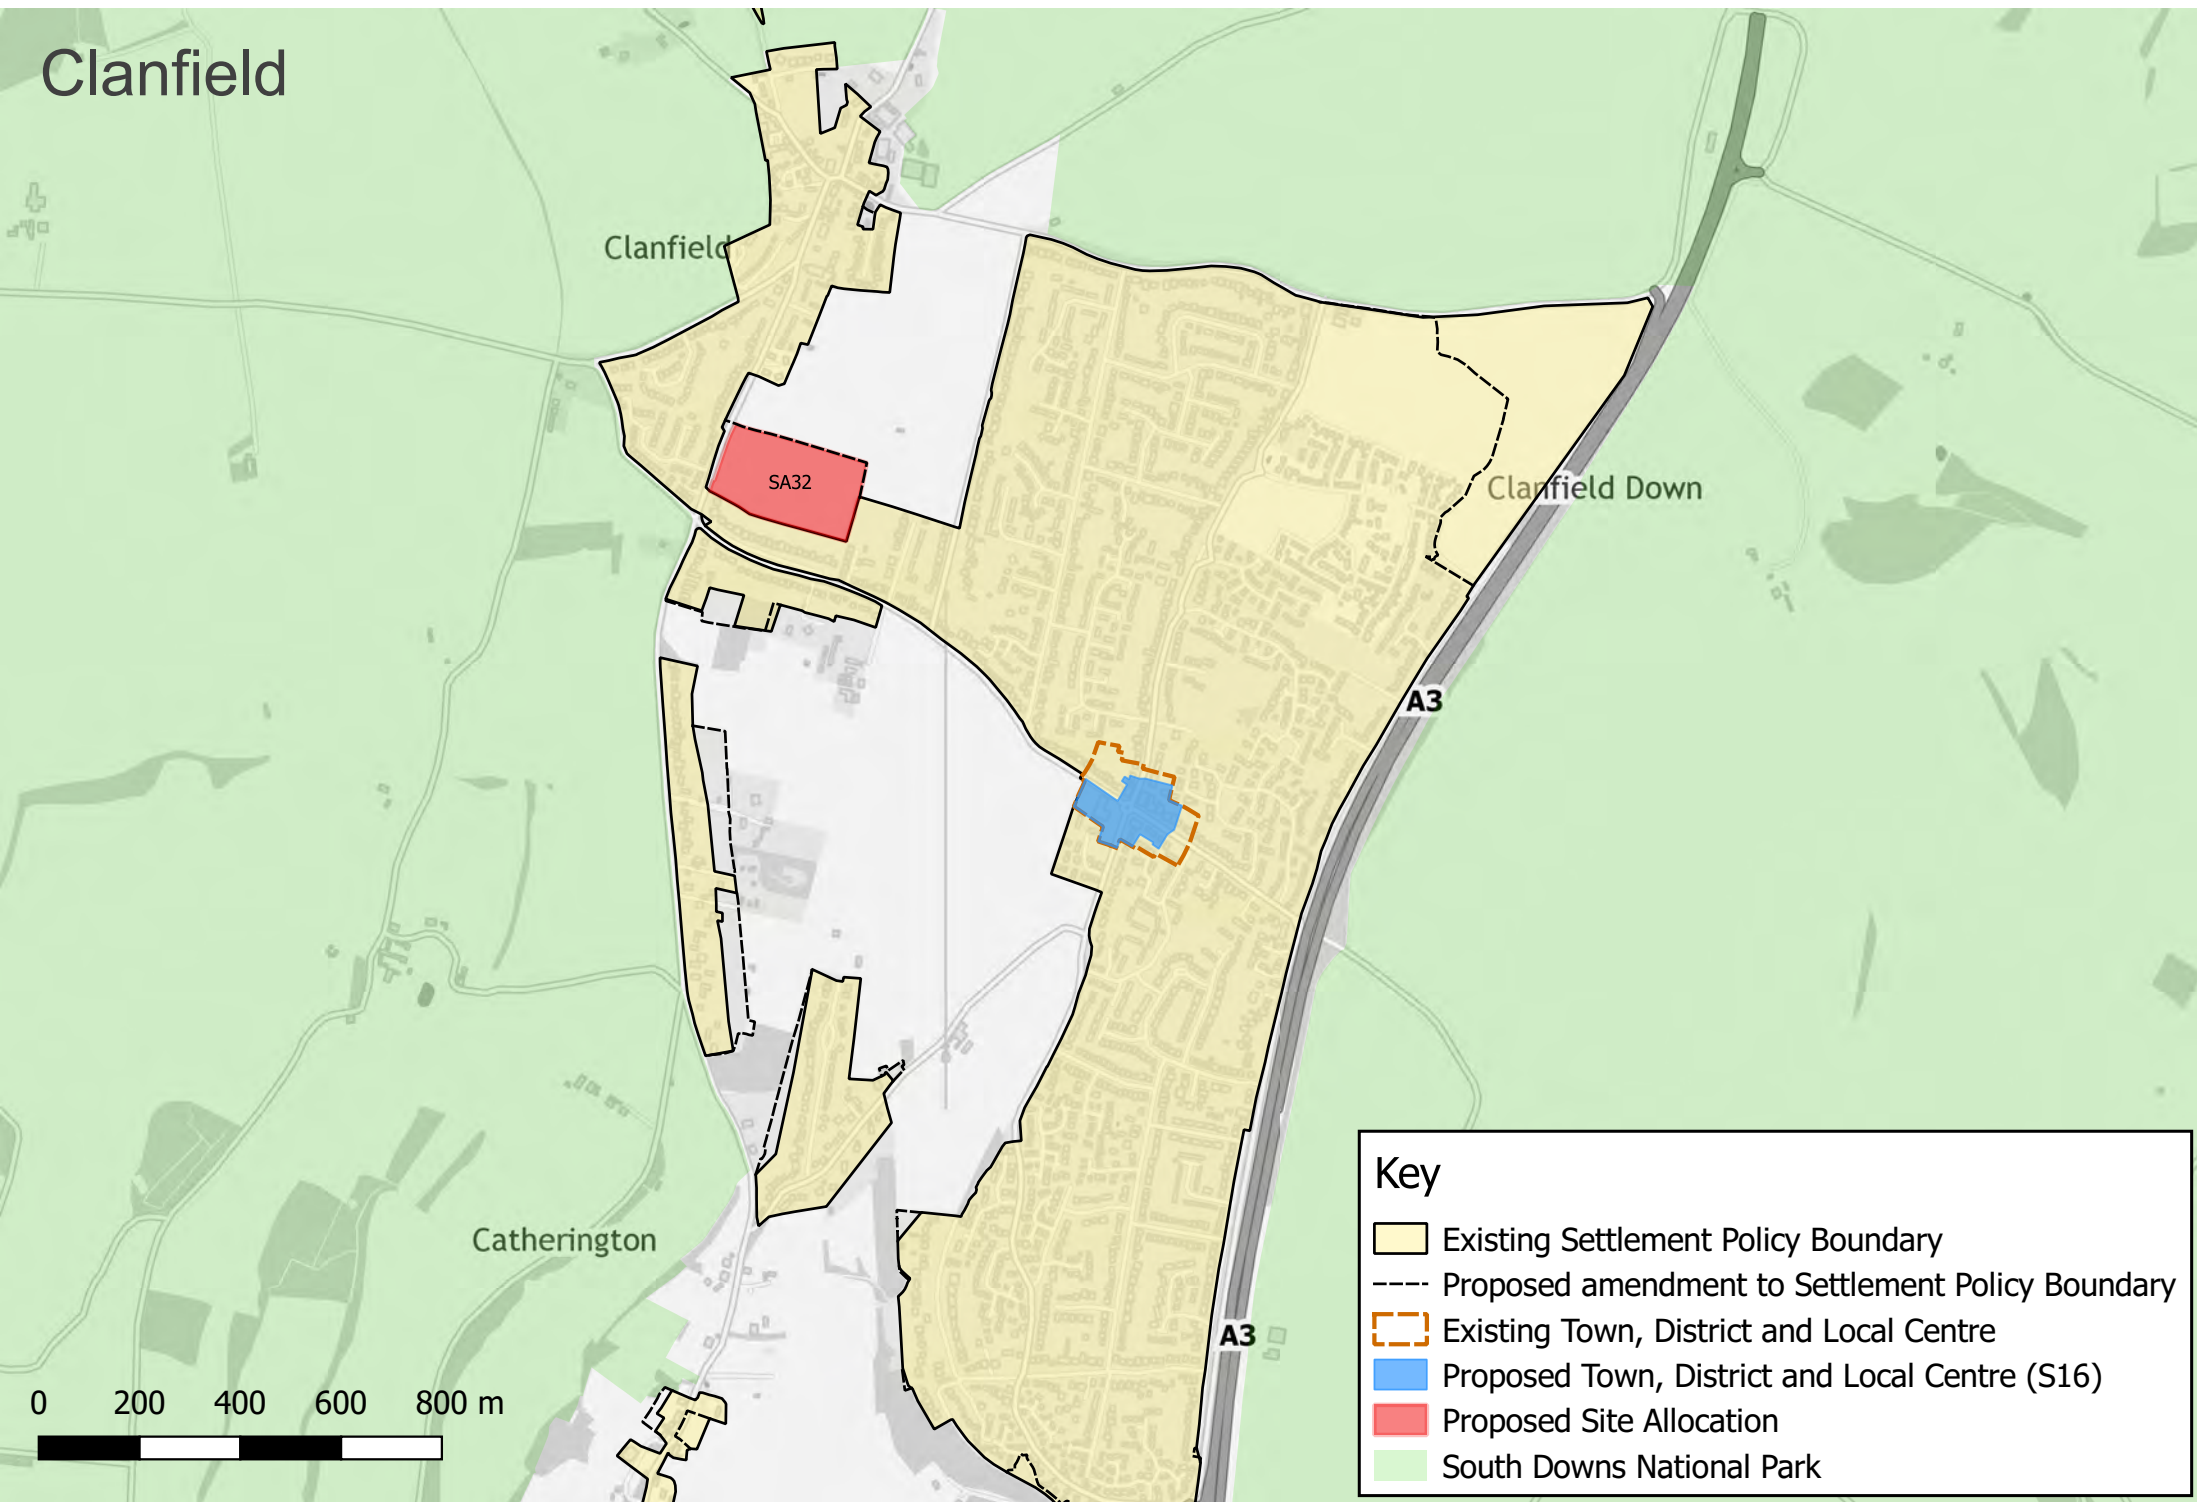 Clanfield
Clanfield
SA32
Clanfield Down
A3
Catherington
A3
0 200 400 600 800 m
Key
Existing Settlement Policy Boundary
Proposed amendment to Settlement Policy Boundary
Existing Town, District and Local Centre
Proposed Town, District and Local Centre (S16)
Proposed Site Allocation
South Downs National Park